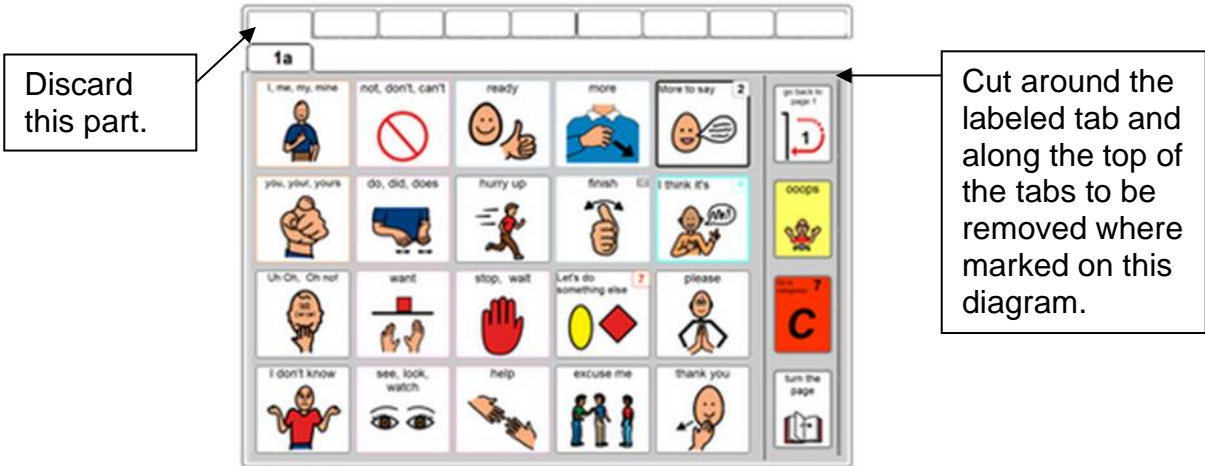 Discard
this part.
1a
Cut around the
labeled tab and
along the top of
the tabs to be
removed where
marked on this
diagram.
I, me, my, mine
not, don't, can't
ready
more
More to say
2
go back to
page 1
1
you, your, yours
do, did, does
hurry up
finish
I think it's
ooops
Uh Oh, Oh no!
want
stop, wait
Let's do
something else
7
please
7
C
I don't know
see, look,
watch
help
excuse me
thank you
turn the
page